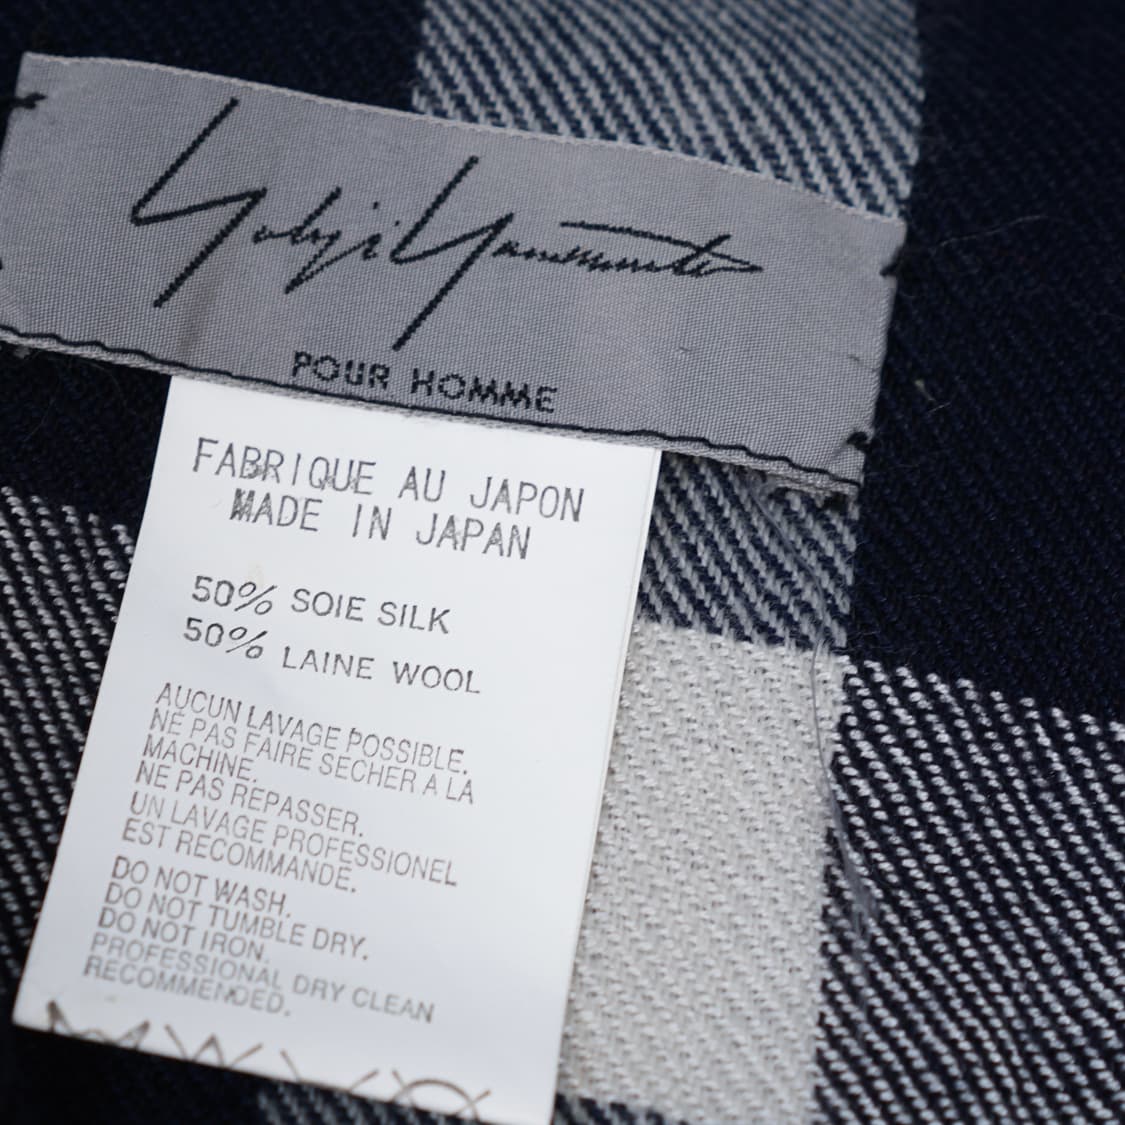 Yohji Yamamoto
POUR HOMME
FABRIQUE AU JAPON
MADE IN JAPAN
50% SOIE SILK
50% LAINE WOOL
AUCUN LAVAGE POSSIBLE.
NE PAS FAIRE SECHER A LA
MACHINE.
NE PAS REPASSER.
UN LAVAGE PROFESSIONEL
EST RECOMMANDE.
DO NOT WASH.
DO NOT TUMBLE DRY.
DO NOT IRON.
PROFESSIONAL DRY CLEAN
RECOMMENDED.